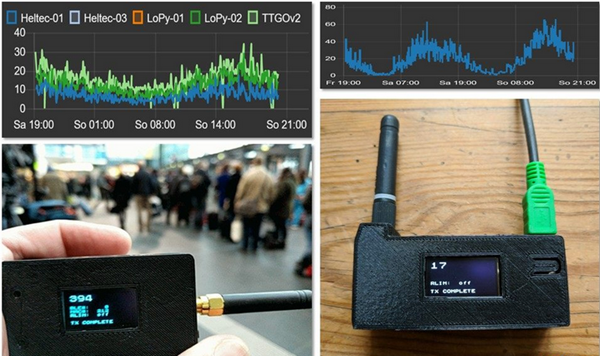 Heltec-01 Heltec-03 LoPy-01 LoPy-02 TTGOv2
40
30
20
10
0
Sa 19:00 So 01:00 So 08:00 So 14:00 So 21:00
80
60
40
20
0
Fr 19:00 Sa 07:00 Sa 19:00 So 08:00 So 21:00
394
TX COMPLETE
17
RLIM: off
TX COMPLETE